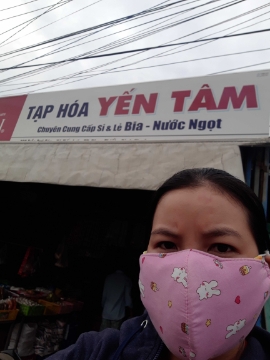 TẠP HÓA YẾN TÂM
Chuyên Cung Cấp Sỉ & Lẻ Bia - Nước Ngọt